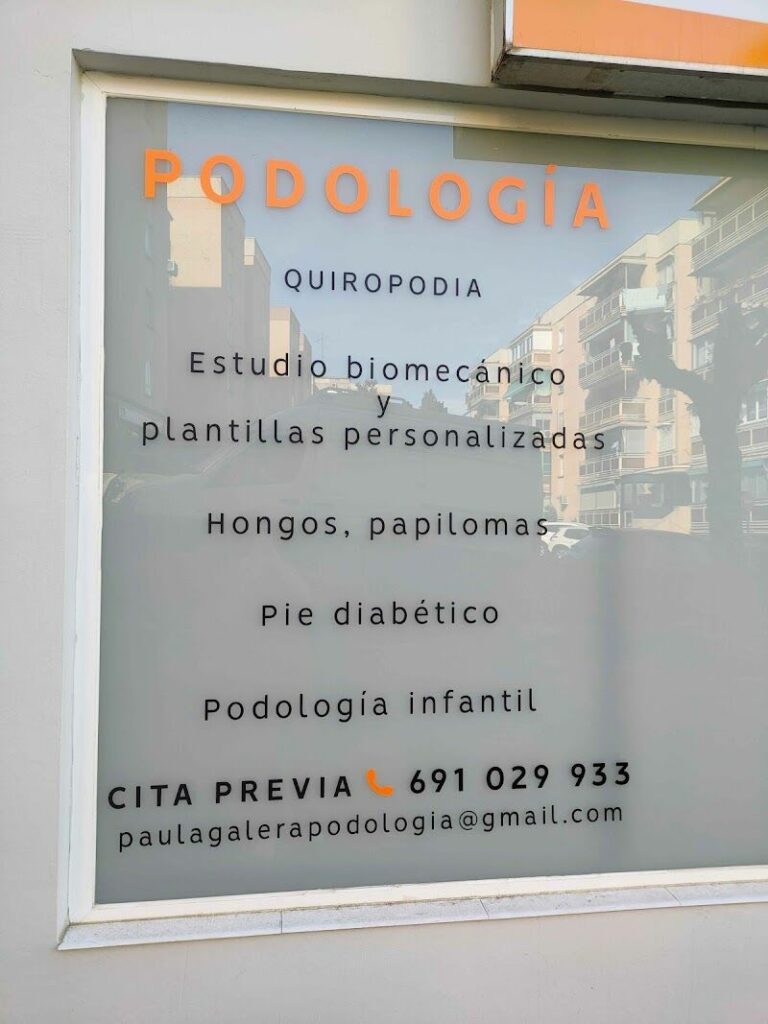 PODOLOGÍA
QUIROPODIA
Estudio biomecánico
y
plantillas personalizadas
Hongos, papilomas
Pie diabético
Podología infantil
CITA PREVIA 691 029 933
paulagalerapodologia@gmail.com